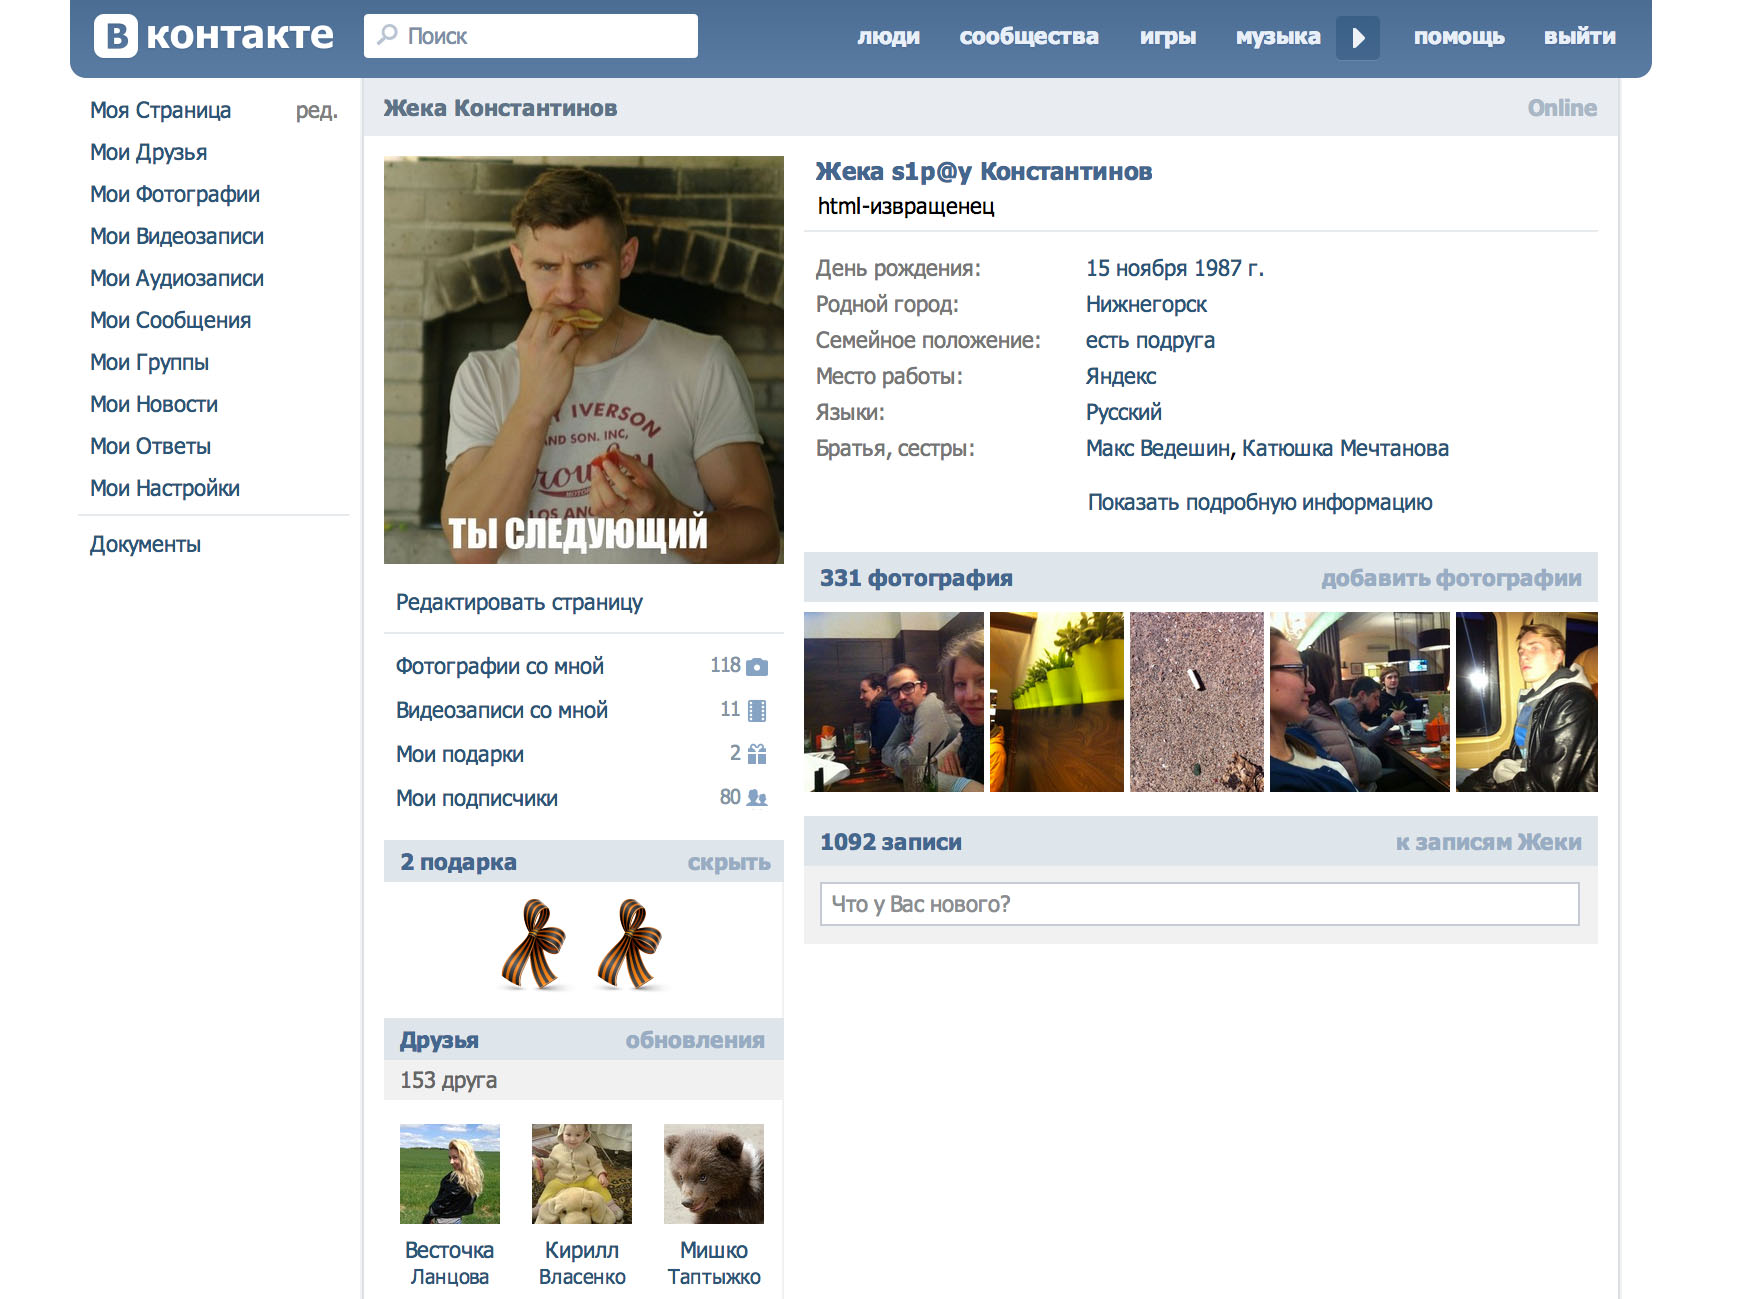 В контакте
Поиск
люди сообщества игры музыка помощь выйти
Моя Страница ред.
Мои Друзья
Мои Фотографии
Мои Видеозаписи
Мои Аудиозаписи
Мои Сообщения
Мои Группы
Мои Новости
Мои Ответы
Мои Настройки
Документы
Жека Константинов Online
IVERSON
AND SON. INC,
LOS AN
ТЫ СЛЕДУЮЩИЙ
Редактировать страницу
Фотографии со мной 118
Видеозаписи со мной 11
Мои подарки 2
Мои подписчики 80
2 подарка скрыть
Друзья обновления
153 друга
Весточка Ланцова
Кирилл Власенко
Мишко Таптыжко
Жека s1p@y Константинов
html-извращенец
День рождения: 15 ноября 1987 г.
Родной город: Нижнегорск
Семейное положение: есть подруга
Место работы: Яндекс
Языки: Русский
Братья, сестры: Макс Ведешин, Катюшка Мечтанова
Показать подробную информацию
331 фотография добавить фотографии
1092 записи к записям Жеки
Что у Вас нового?